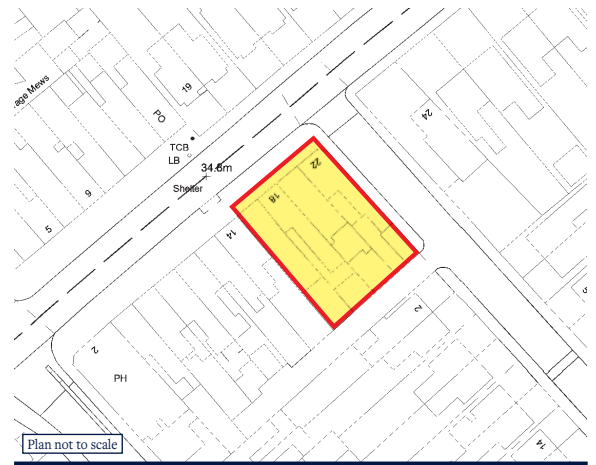 age Mews
19
PO
TCB
LB
34.8m
Shelter
24
22
18
14
9
5
2
2
PH
14
Plan not to scale